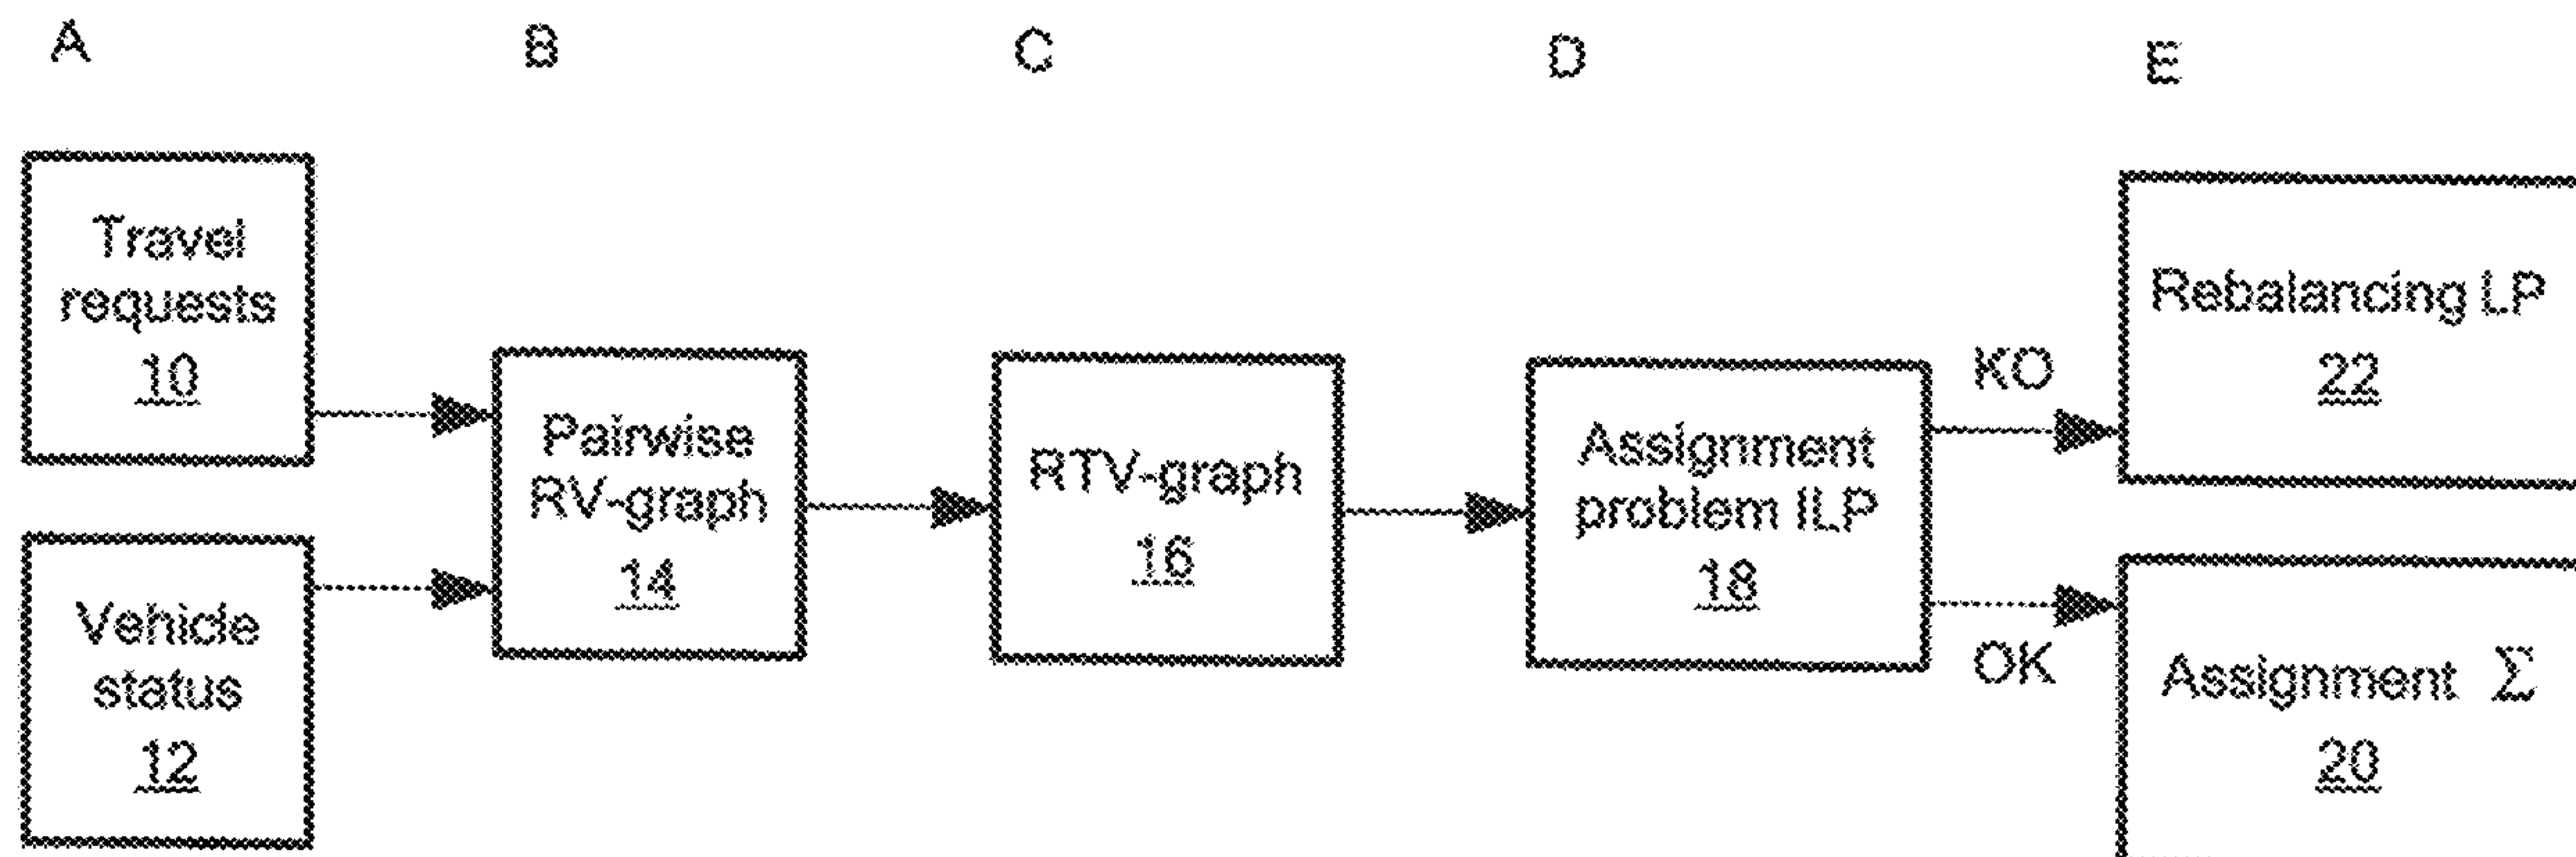 A
B
C
D
E
Travel
requests
10
Vehicle
status
12
Pairwise
RV-graph
14
RTV-graph
16
Assignment
problem ILP
18
KO
OK
Rebalancing LP
22
Assignment Σ
20